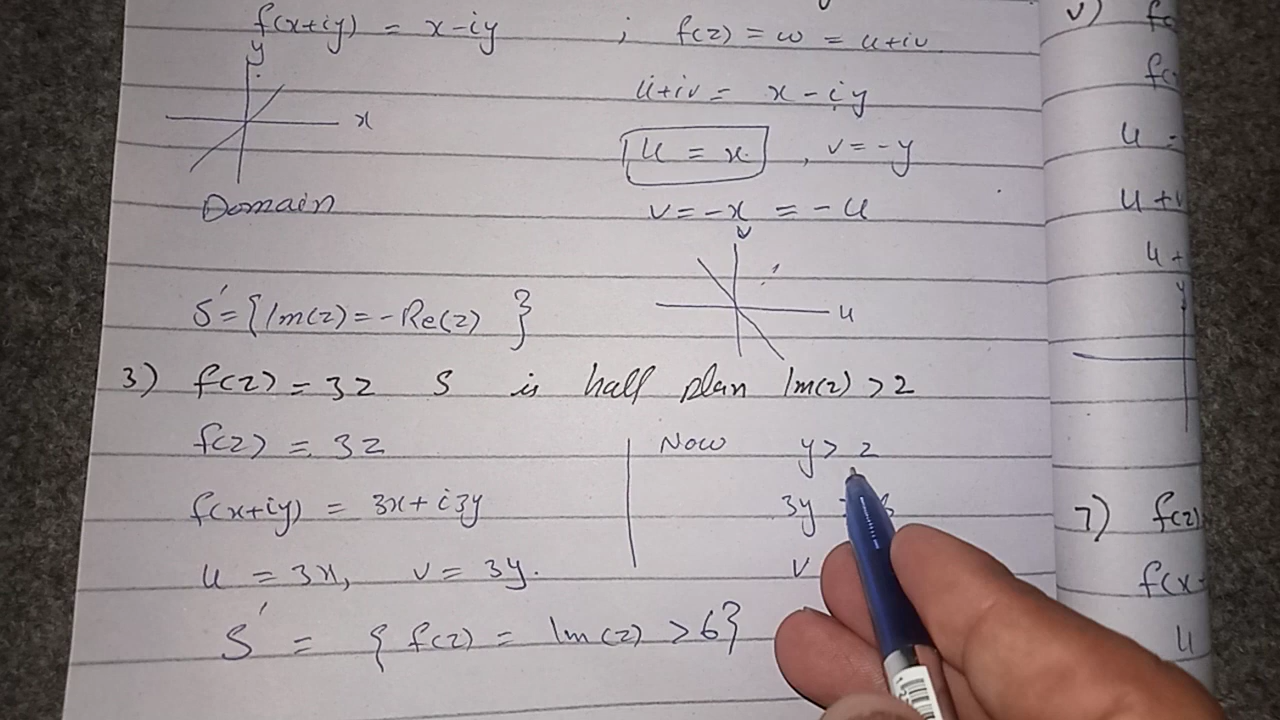 f(x+iy) = x-iy ; f(z) = w = u+iv
y
u+iv = x-iy
x
u = x , v=-y
Domain
v=-x = -u
v
u
S'={Im(z)=-Re(z) }
3) f(z) = 3z S is half plan Im(z) >2
f(z) = 3z
Now y> 2
f(x+iy) = 3x+i3y
3y
u = 3x, v= 3y.
v
S' = { f(z) = Im(z) >6}
v)
u =
u +
u +
y
7) f(z)
f(x-
u